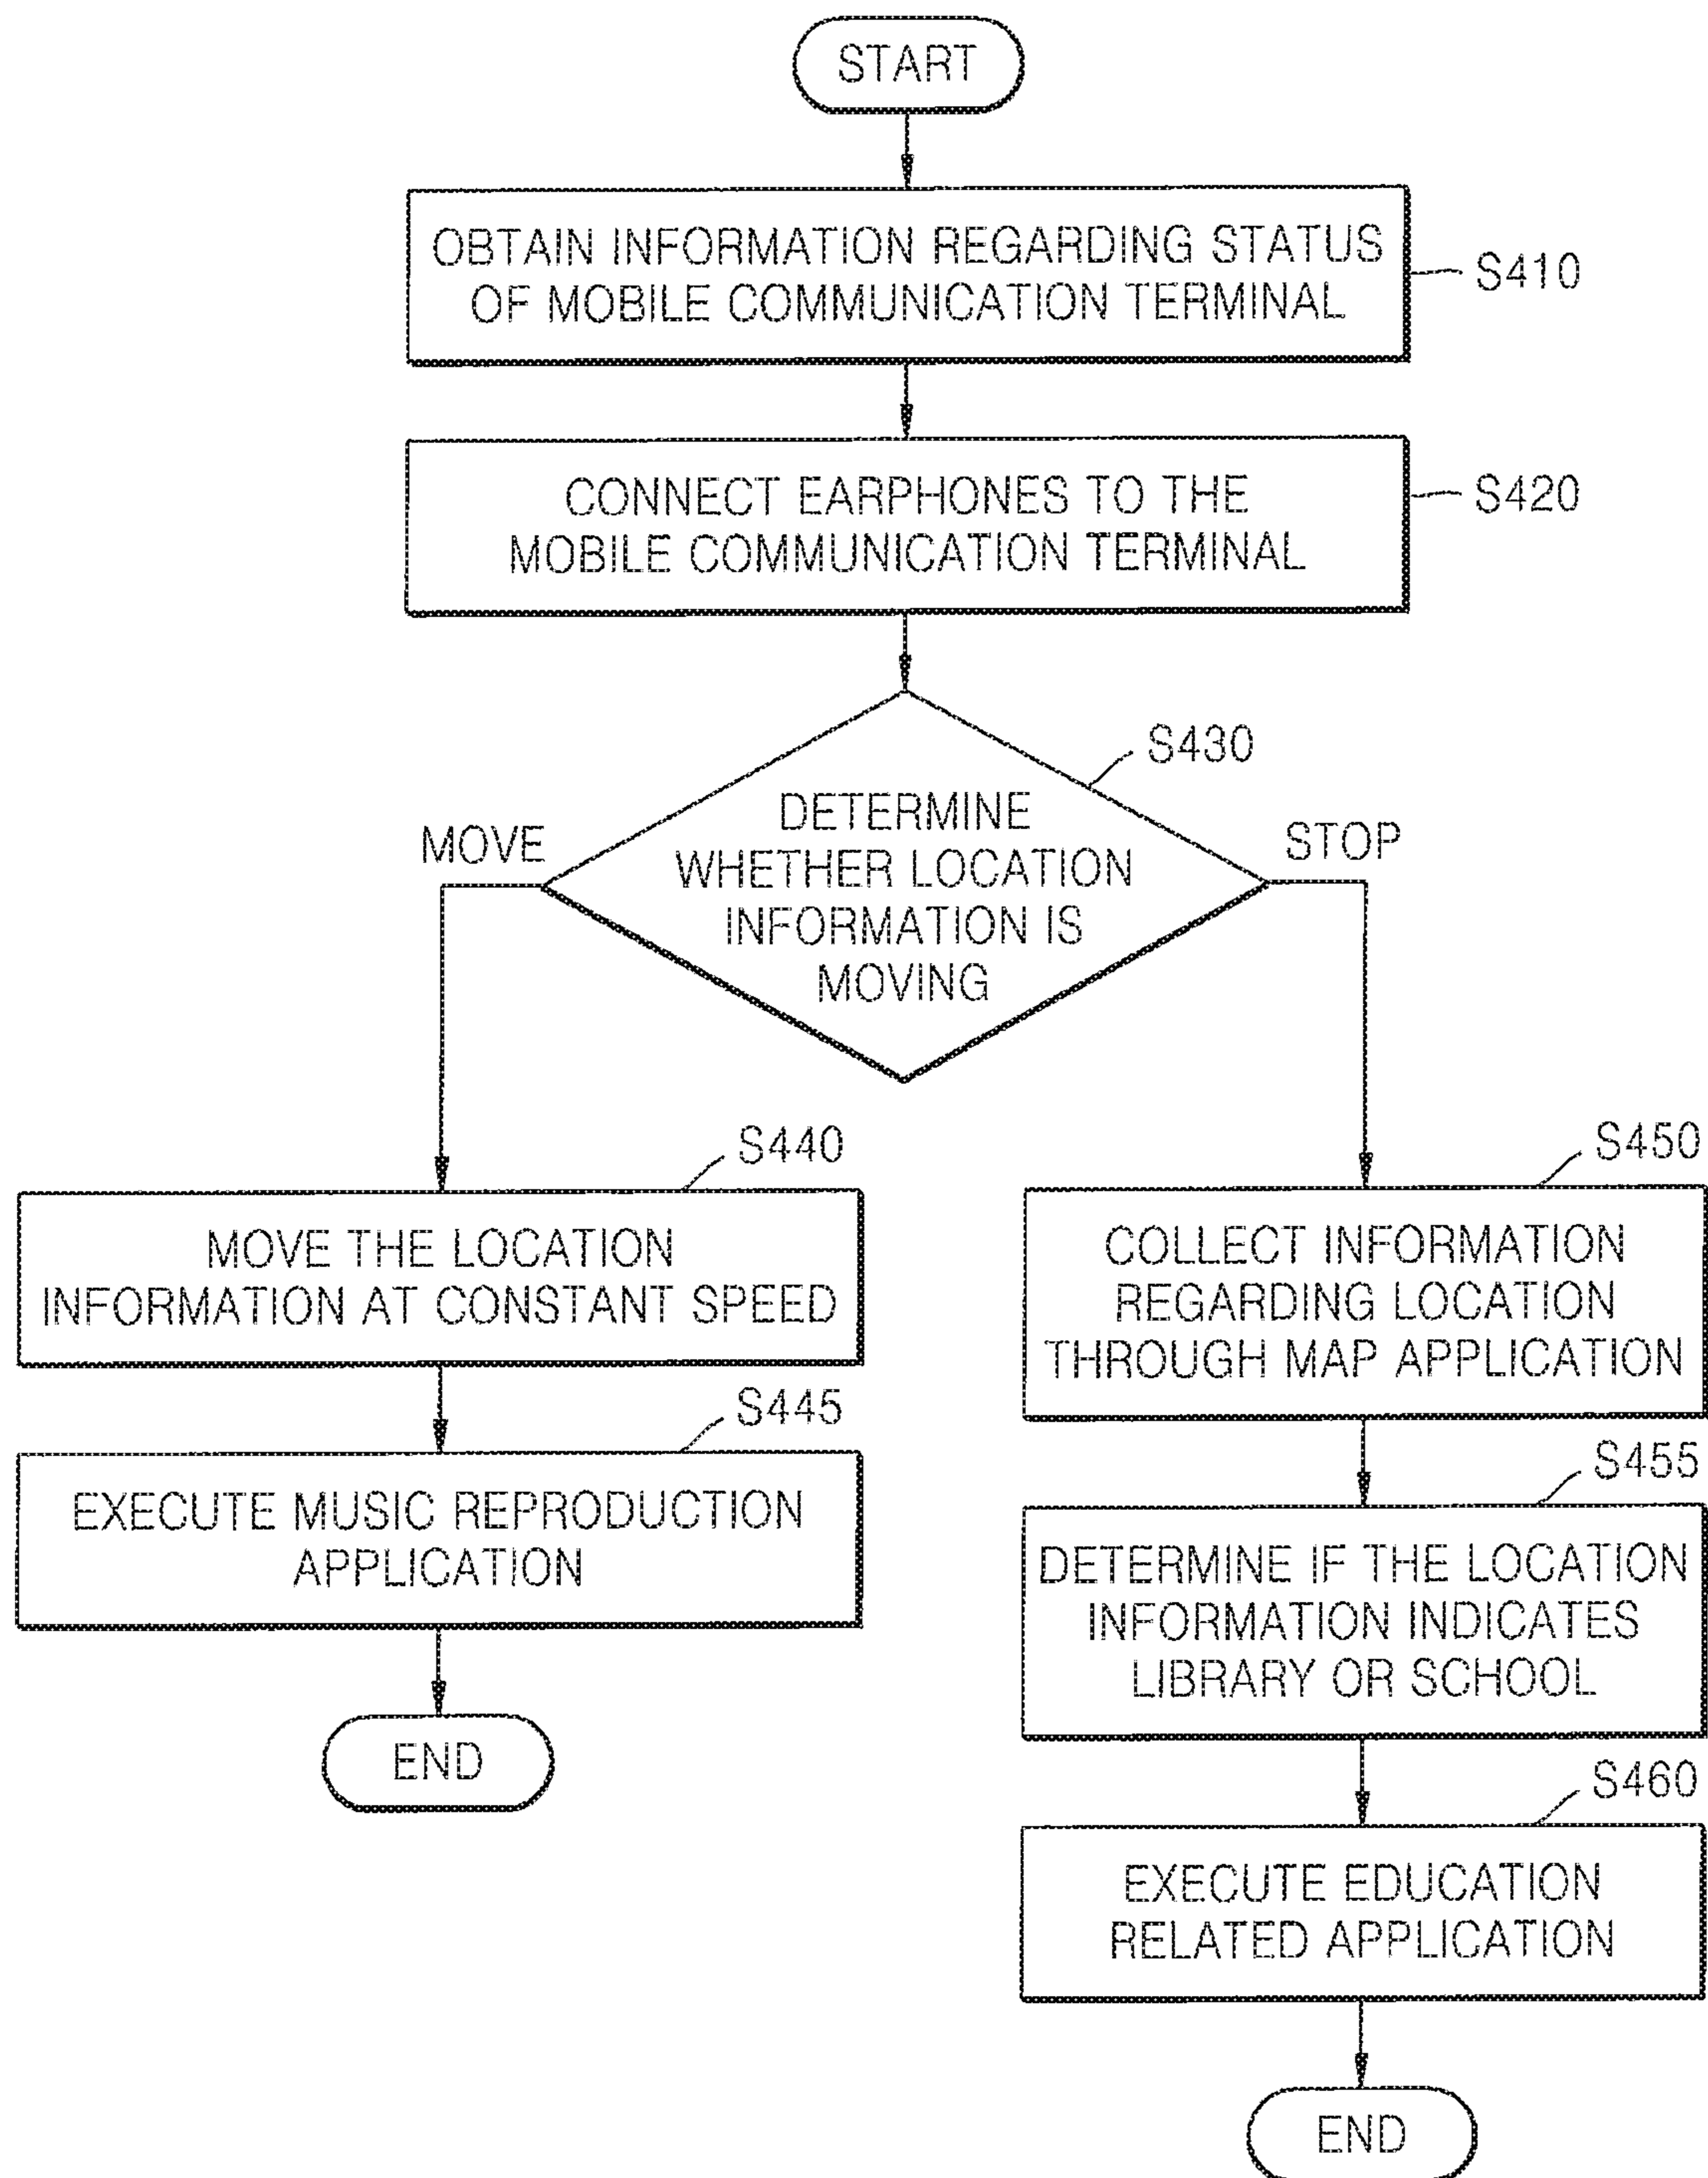 START
OBTAIN INFORMATION REGARDING STATUS
OF MOBILE COMMUNICATION TERMINAL
S410
CONNECT EARPHONES TO THE
MOBILE COMMUNICATION TERMINAL
S420
S430
DETERMINE
WHETHER LOCATION
INFORMATION IS
MOVING
MOVE
STOP
S440
MOVE THE LOCATION
INFORMATION AT CONSTANT SPEED
S445
EXECUTE MUSIC REPRODUCTION
APPLICATION
END
S450
COLLECT INFORMATION
REGARDING LOCATION
THROUGH MAP APPLICATION
S455
DETERMINE IF THE LOCATION
INFORMATION INDICATES
LIBRARY OR SCHOOL
S460
EXECUTE EDUCATION
RELATED APPLICATION
END